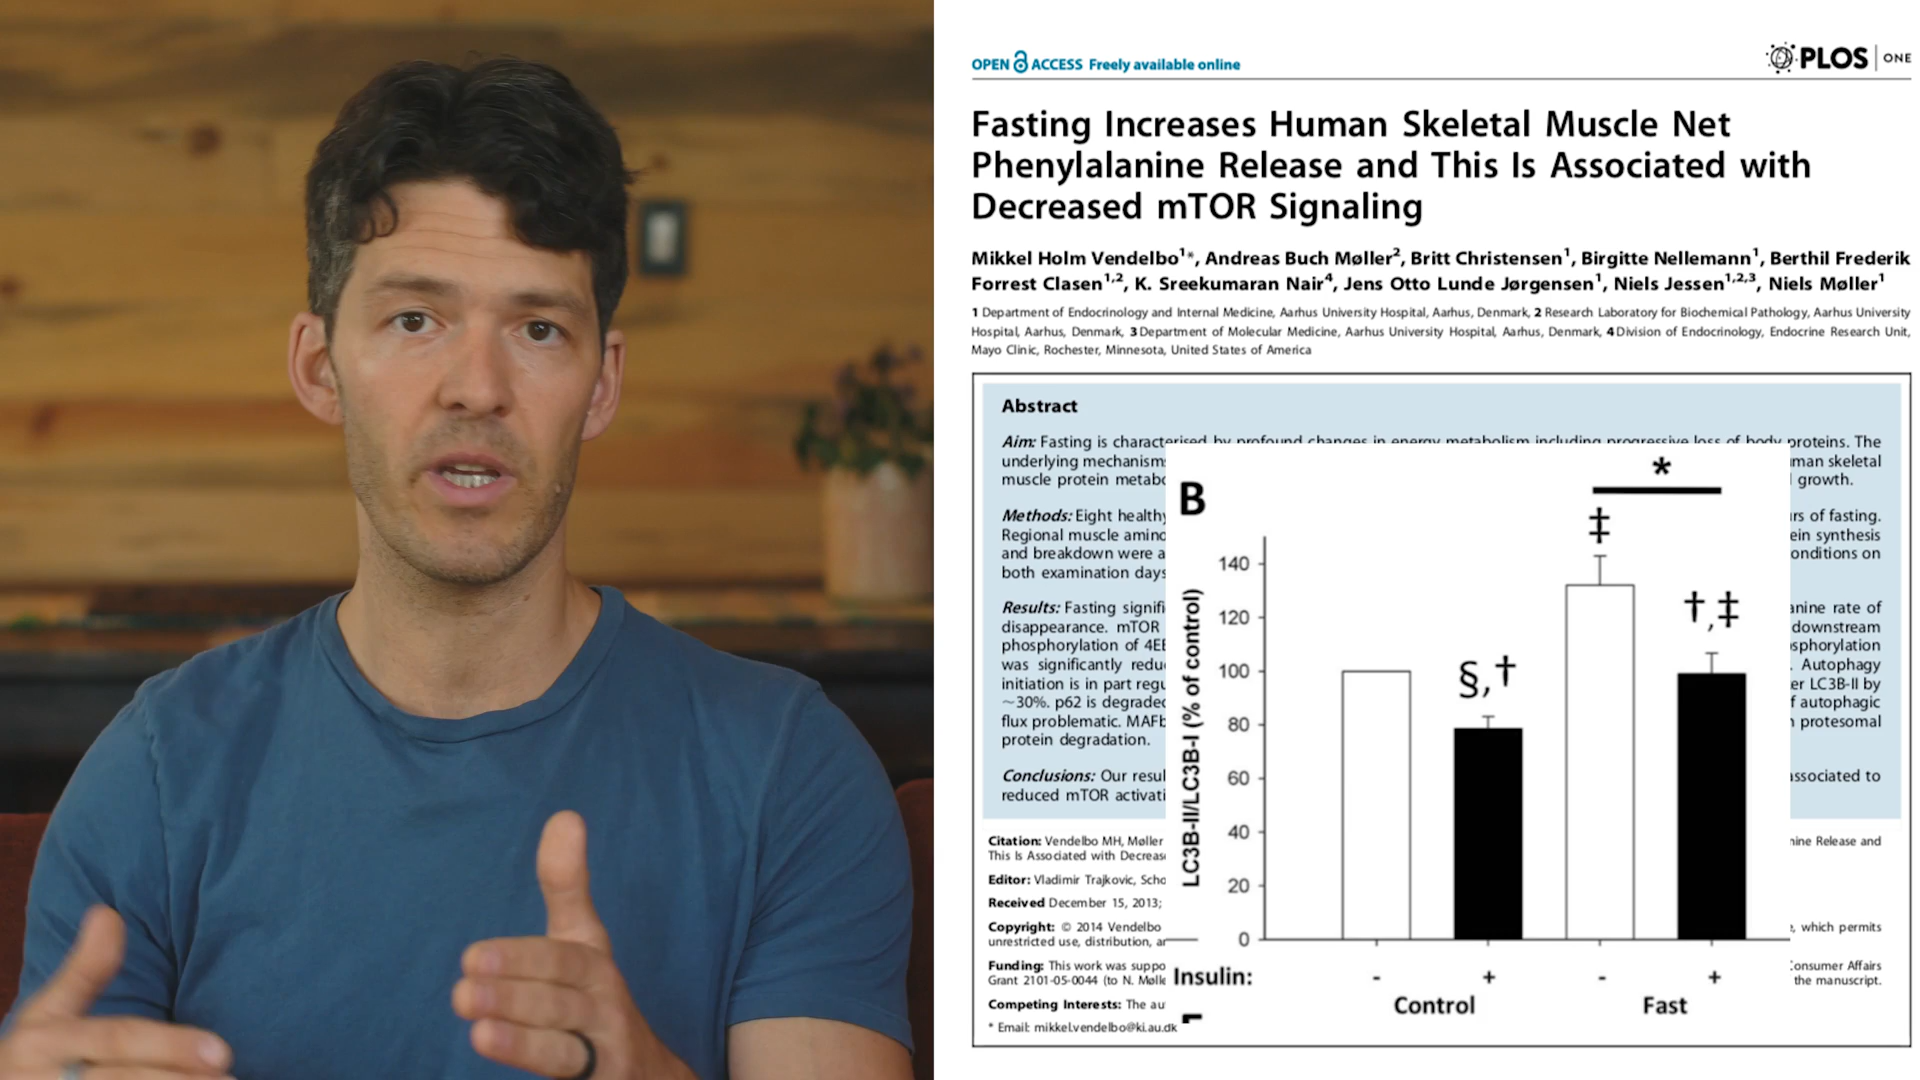 OPEN ACCESS Freely available online
PLOS ONE
Fasting Increases Human Skeletal Muscle Net
Phenylalanine Release and This Is Associated with
Decreased mTOR Signaling
Mikkel Holm Vendelbo1*, Andreas Buch Møller2, Britt Christensen1, Birgitte Nellemann1, Berthil Frederik
Forrest Clasen1,2, K. Sreekumaran Nair4, Jens Otto Lunde Jørgensen1, Niels Jessen1,2,3, Niels Møller1
1 Department of Endocrinology and Internal Medicine, Aarhus University Hospital, Aarhus, Denmark, 2 Research Laboratory for Biochemical Pathology, Aarhus University
Hospital, Aarhus, Denmark, 3 Department of Molecular Medicine, Aarhus University Hospital, Aarhus, Denmark, 4 Division of Endocrinology, Endocrine Research Unit,
Mayo Clinic, Rochester, Minnesota, United States of America
Abstract
Aim: Fasting is characterised by profound changes in energy metabolism including progressive loss of body proteins. The
underlying mechanism
man skeletal
muscle protein metab
growth.
Methods: Eight healthy
rs of fasting.
Regional muscle amino
ein synthesis
and breakdown were a
onditions on
both examination days
Results: Fasting signifi
anine rate of
disappearance. mTOR
downstream
phosphorylation of 4E
sphorylation
was significantly redu
. Autophagy
initiation is in part regu
er LC3B-II by
~30%. p62 is degraded
f autophagic
flux problematic. MAFb
protesomal
protein degradation.
Conclusions: Our resul
associated to
reduced mTOR activati
Citation: Vendelbo MH, Møller
nine Release and
This Is Associated with Decreas
Editor: Vladimir Trajkovic, Scho
Received December 15, 2013;
Copyright: © 2014 Vendelbo
, which permits
unrestricted use, distribution, an
Funding: This work was suppo
Consumer Affairs
Grant 2101-05-0044 (to N. Mølle
the manuscript.
Competing Interests: The au
* Email: mikkel.vendelbo@ki.au.dk
B
*
‡
†,‡
§,†
LC3B-II/LC3B-I (% of control)
140
120
100
80
60
40
20
0
Insulin: - + - +
Control Fast